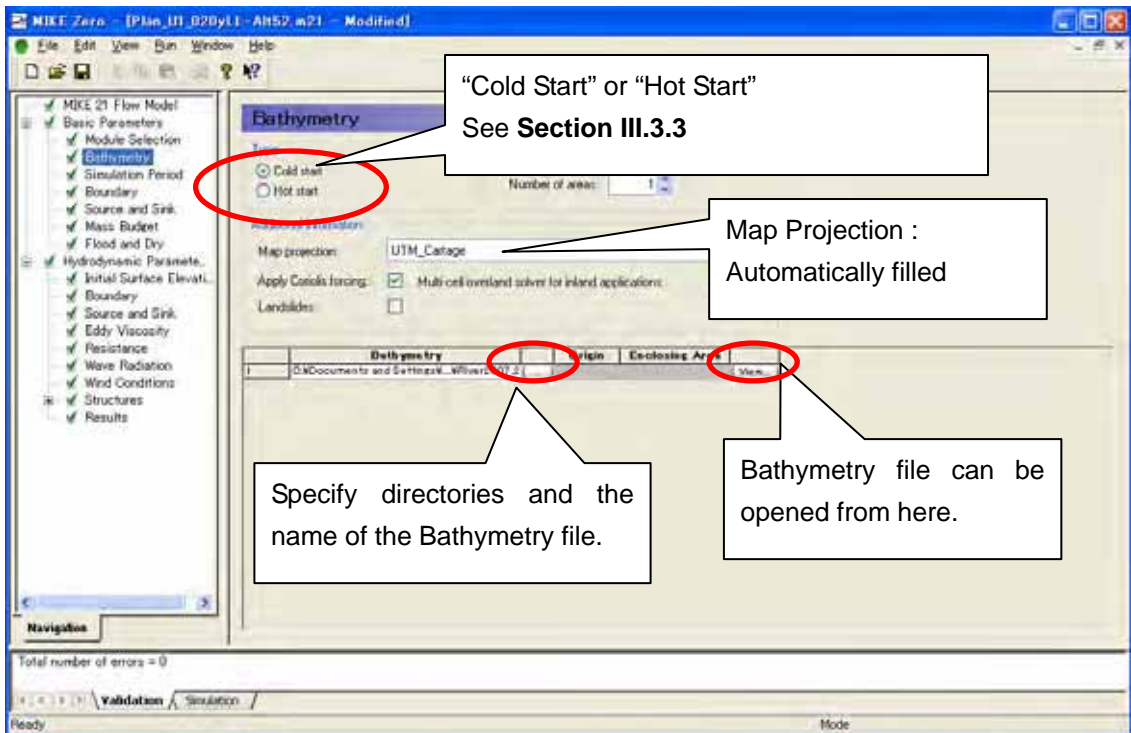 MIKE Zero - [Plan_U1_020yL1-Alt52.m21 - Modified]
File Edit View Run Window Help
"Cold Start" or "Hot Start"
See Section III.3.3
MIKE 21 Flow Model
Basic Parameters
Module Selection
Bathymetry
Simulation Period
Boundary
Source and Sink
Mass Budget
Flood and Dry
Hydrodynamic Paramete..
Initial Surface Elevati..
Boundary
Source and Sink
Eddy Viscosity
Resistance
Wave Radiation
Wind Conditions
Structures
Results
Navigation
Bathymetry
Cold start
Hot start
Number of areas: 1
Additional Information
Map projection: UTM_Cartage
Apply Coriolis forcing: Multi-cell overland solver for inland applications:
Landslides:
Map Projection :
Automatically filled
Bathymetry Origin Enclosing Area
1 ... View...
Specify directories and the
name of the Bathymetry file.
Bathymetry file can be
opened from here.
Total number of errors = 0
Validation Simulation
Ready Mode